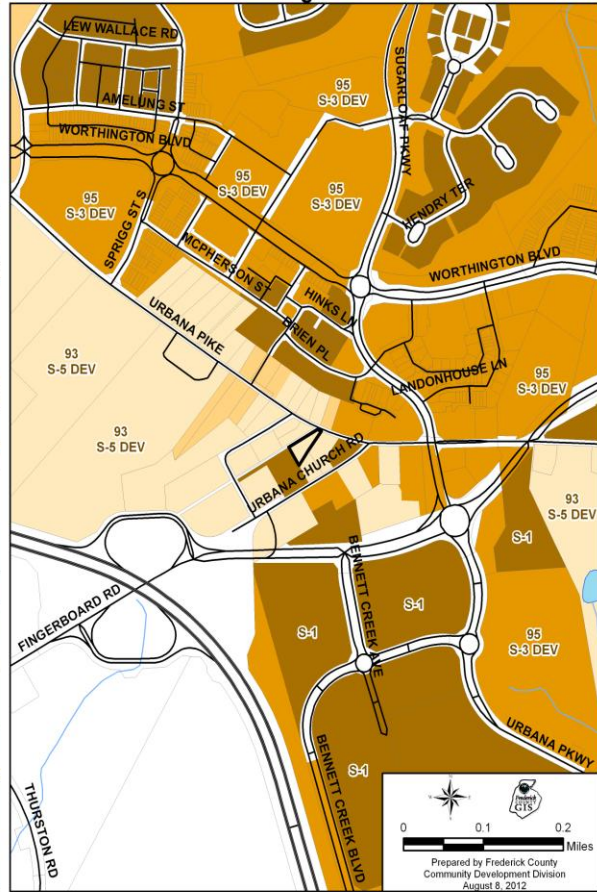 LEW WALLACE RD
AMELUNG ST
WORTHINGTON BLVD
SUGARLOAF PKWY
95
S-3 DEV
95
S-3 DEV
95
S-3 DEV
95
S-3 DEV
SPRIGG ST S
MCPHERSON ST
HENDRY TER
WORTHINGTON BLVD
HINKS LN
URBANA PIKE
BRIEN PL
93
S-5 DEV
LANDONHOUSE LN
95
S-3 DEV
93
S-5 DEV
URBANA CHURCH RD
93
S-5 DEV
S-1
FINGERBOARD RD
BENNETT CREEK AVE
S-1
S-1
95
S-3 DEV
URBANA PKWY
S-1
BENNETT CREEK BLVD
THURSTON RD
GIS
0 0.1 0.2
Miles
Prepared by Frederick County
Community Development Division
August 8, 2012